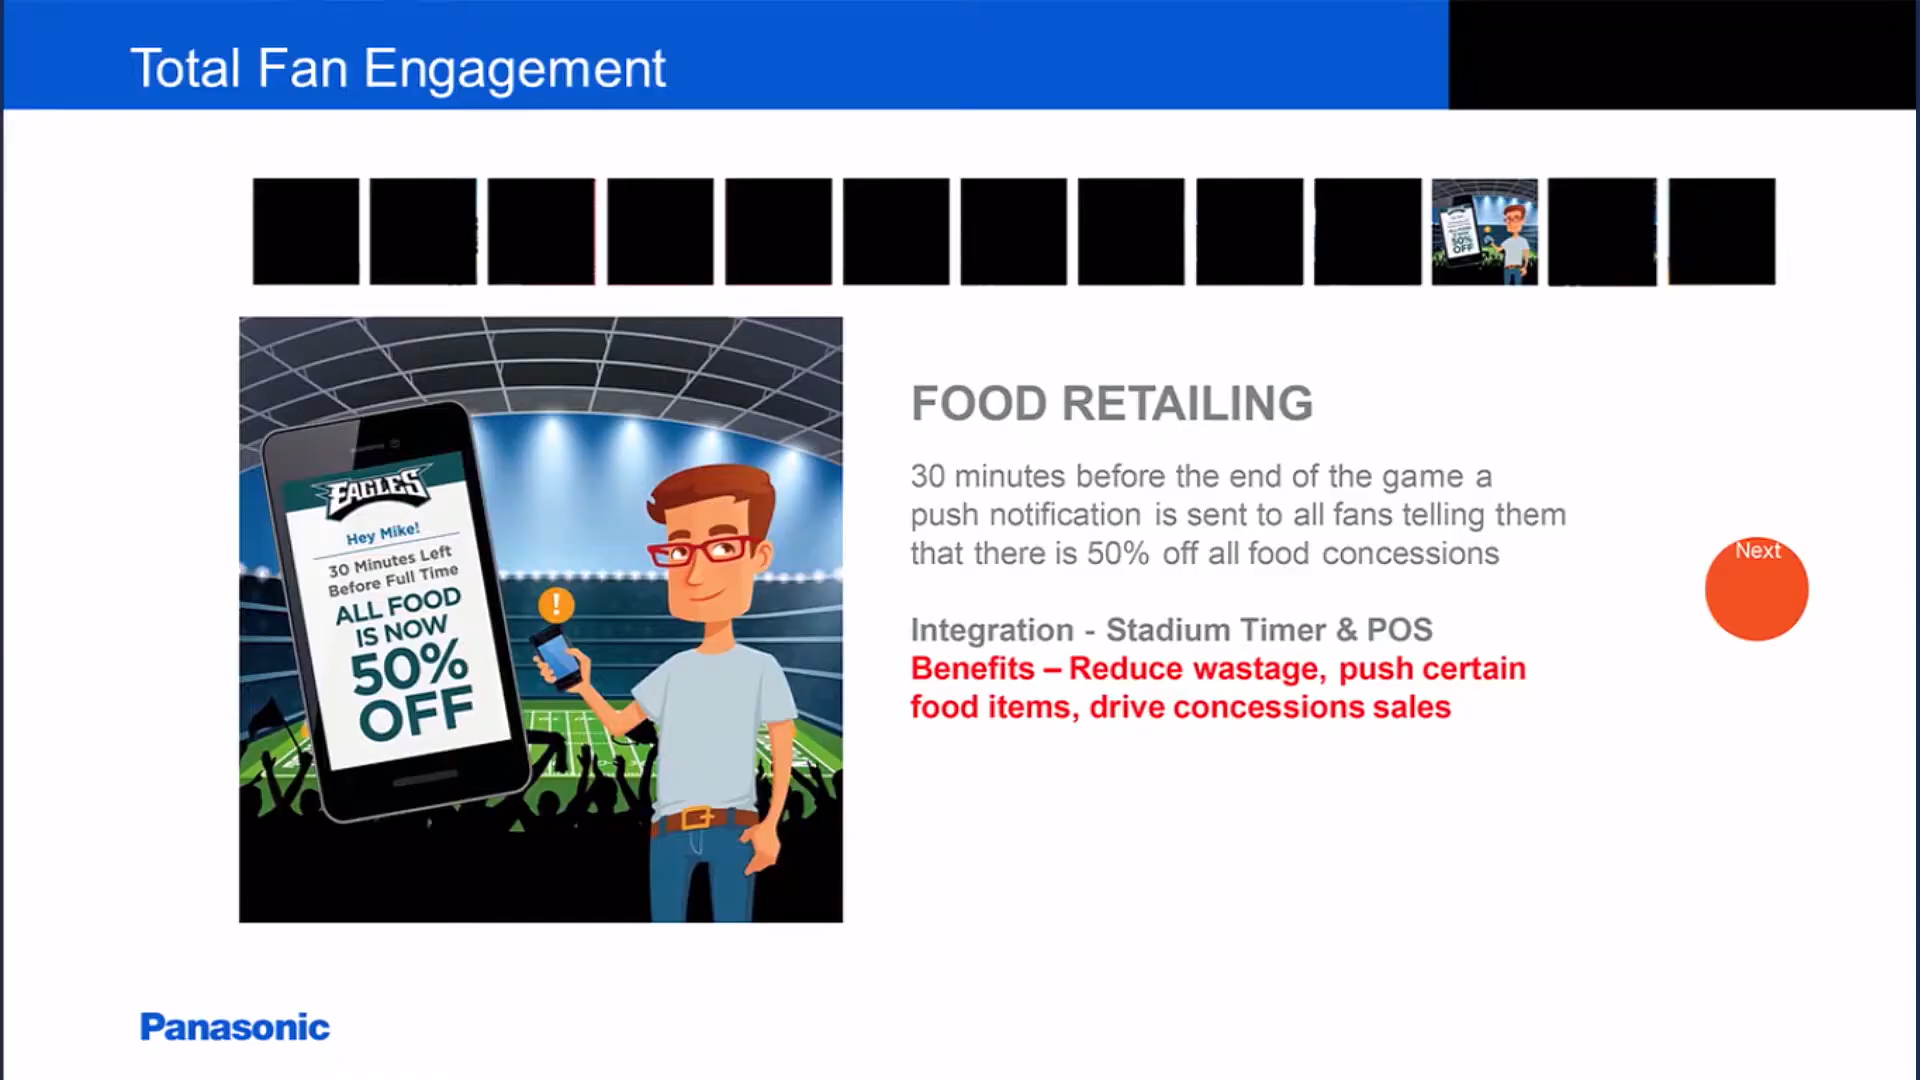 Total Fan Engagement
50%
OFF
EAGLES
Hey Mike!
30 Minutes Left
Before Full Time
ALL FOOD
IS NOW
50%
OFF
!
FOOD RETAILING
30 minutes before the end of the game a
push notification is sent to all fans telling them
that there is 50% off all food concessions
Integration - Stadium Timer & POS
Benefits – Reduce wastage, push certain
food items, drive concessions sales
Next
Panasonic